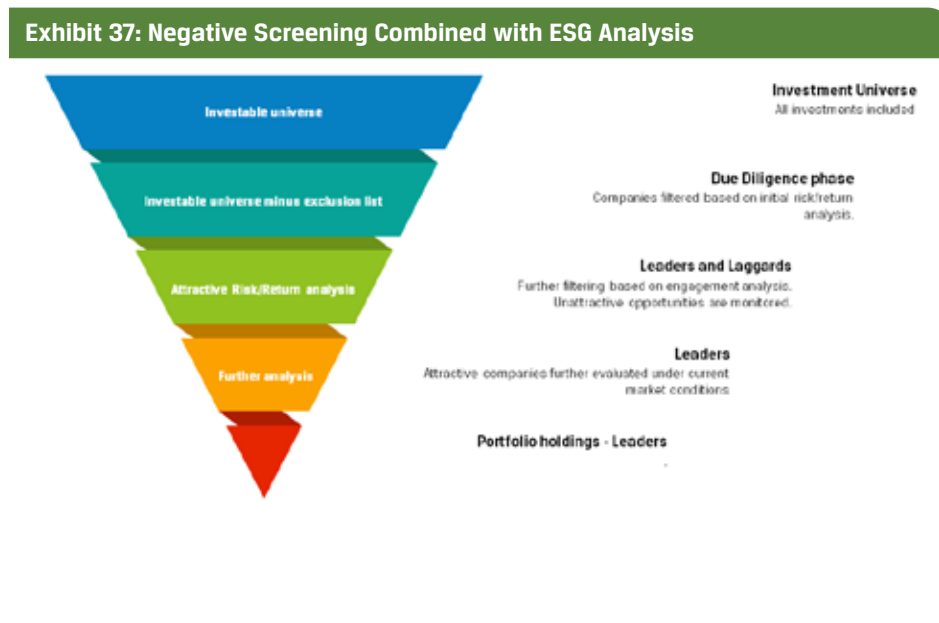 Exhibit 37: Negative Screening Combined with ESG Analysis
Investable universe
Investment Universe
All investments included
Investable universe minus exclusion list
Due Diligence phase
Companies filtered based on initial risk/return
analysis.
Attractive Risk/Return analysis
Leaders and Laggards
Further filtering based on engagement analysis.
Unattractive opportunities are monitored.
Further analysis
Leaders
Attractive companies further evaluated under current
market conditions
Portfolio holdings - Leaders
.